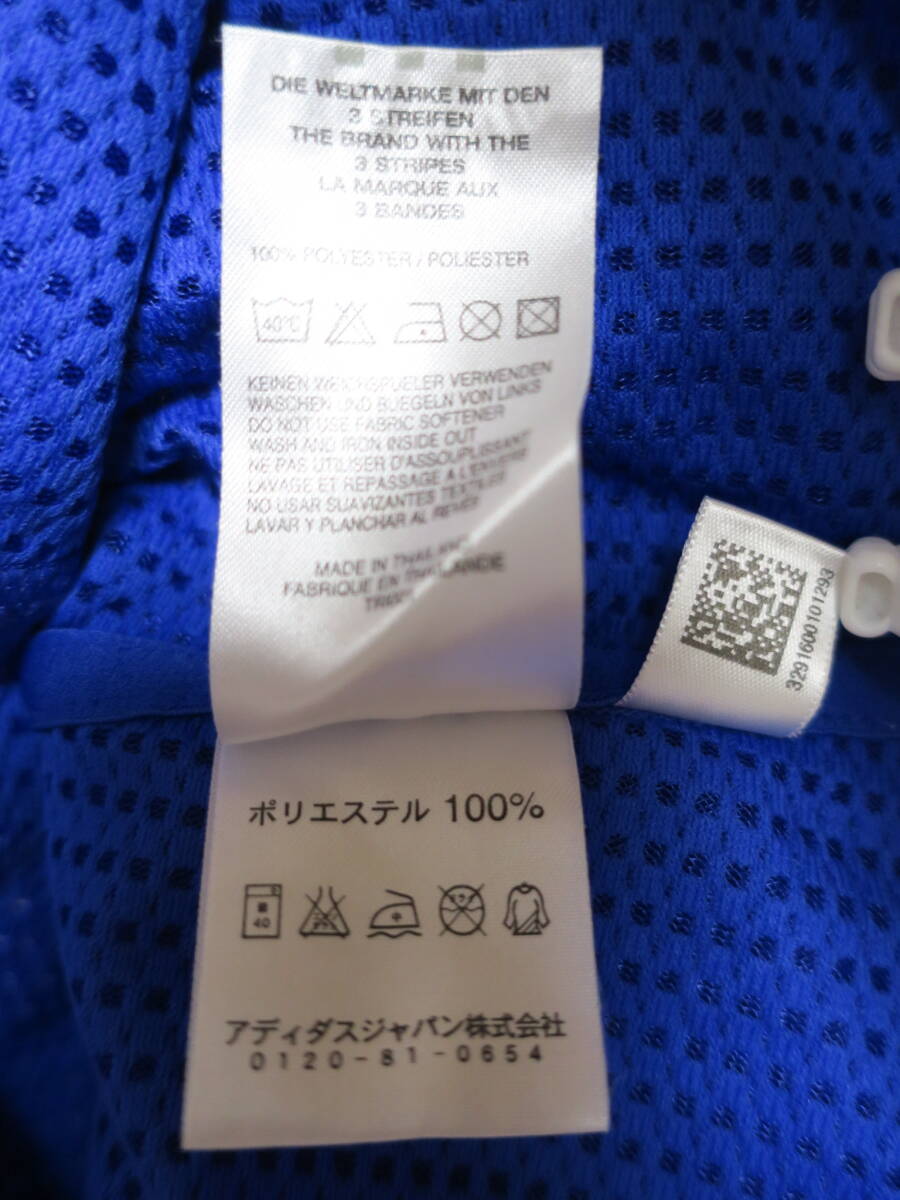 DIE WELTMARKE MIT DEN
3 STREIFEN
THE BRAND WITH THE
3 STRIPES
LA MARQUE AUX
3 BANDES
100% POLYESTER / POLIESTER
40°C
KEINEN WEICHSPUELER VERWENDEN
WASCHEN UND BUEGELN VON LINKS
DO NOT USE FABRIC SOFTENER
WASH AND IRON INSIDE OUT
NE PAS UTILISER D'ASSOUPLISSANT
LAVAGE ET REPASSAGE A L'ENVERS
NO USAR SUAVIZANTES TEXTILES
LAVAR Y PLANCHAR AL REVES
MADE IN THAILAND
FABRIQUE EN THAILANDE
3291600101293
ポリエステル 100%
40
中
アディダスジャパン株式会社
0120-81-0654